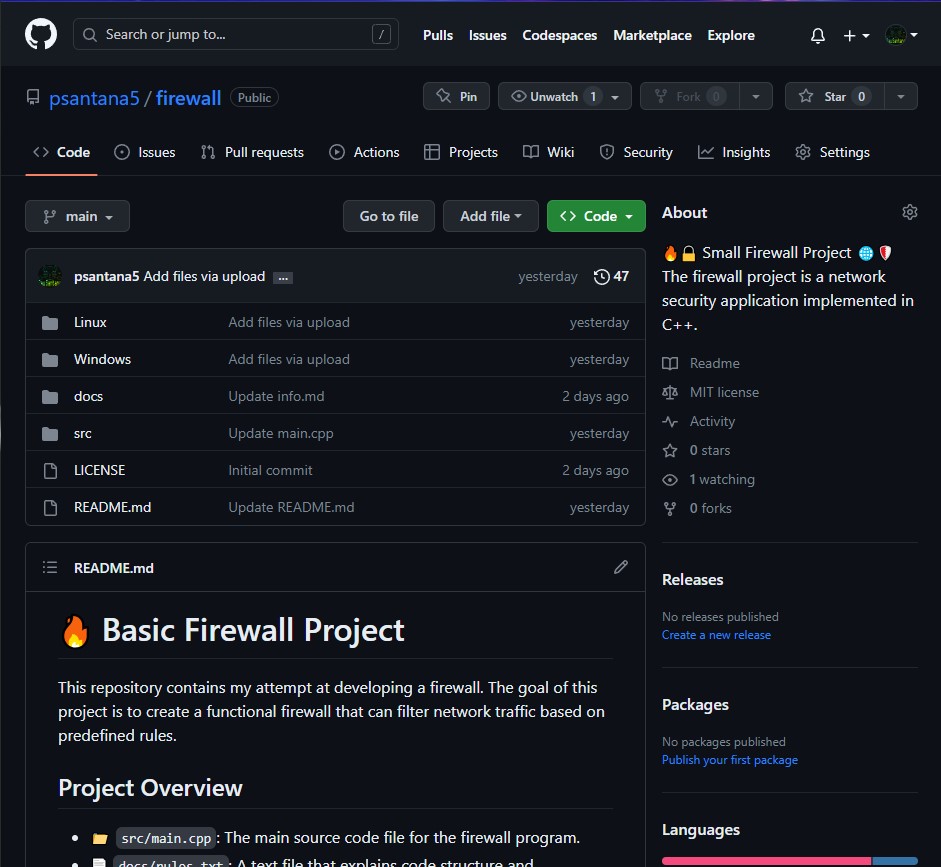 Search or jump to... /
Pulls Issues Codespaces Marketplace Explore
psantana5 / firewall Public
Pin Unwatch 1 Fork 0 Star 0
Code Issues Pull requests Actions Projects Wiki Security Insights Settings
main Go to file Add file Code
psantana5 Add files via upload ... yesterday 47
Linux Add files via upload yesterday
Windows Add files via upload yesterday
docs Update info.md 2 days ago
src Update main.cpp yesterday
LICENSE Initial commit 2 days ago
README.md Update README.md yesterday
README.md
🔥 Basic Firewall Project
This repository contains my attempt at developing a firewall. The goal of this
project is to create a functional firewall that can filter network traffic based on
predefined rules.
Project Overview
• 📁 src/main.cpp: The main source code file for the firewall program.
• 📄 docs/rules.txt: A text file that explains code structure and
About
🔥🔒 Small Firewall Project 🌐🛡️
The firewall project is a network
security application implemented in
C++.
Readme
MIT license
Activity
0 stars
1 watching
0 forks
Releases
No releases published
Create a new release
Packages
No packages published
Publish your first package
Languages